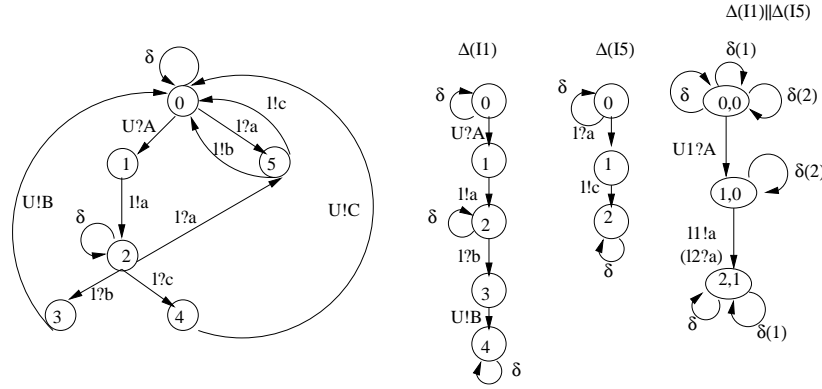 Δ(I1)||Δ(I5)
Δ(I1)
Δ(I5)
δ
0
U?A
l?a
l!c
l!b
1
5
l!a
U!B
l?a
U!C
δ
2
l?b
l?c
3
4
δ
0
U?A
1
l!a
δ
2
l?b
3
U!B
4
δ
δ
0
l?a
1
l!c
2
δ
δ(1)
δ
0,0
δ(2)
U1?A
δ(2)
1,0
l1!a
(l2?a)
2,1
δ
δ(1)